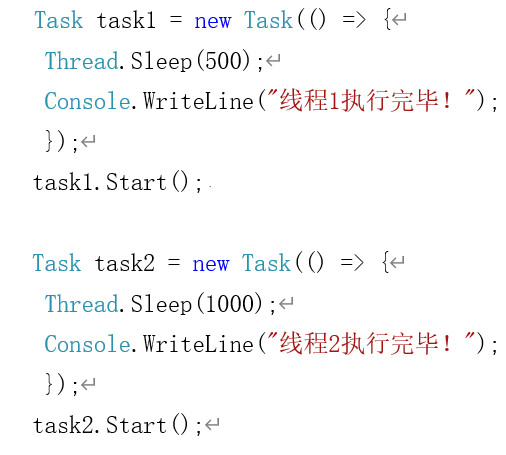 Task task1 = new Task(() => {↵
Thread.Sleep(500);↵
Console.WriteLine("线程1执行完毕！");
});↵
task1.Start();
Task task2 = new Task(() => {↵
Thread.Sleep(1000);↵
Console.WriteLine("线程2执行完毕！");
});↵
task2.Start();↵